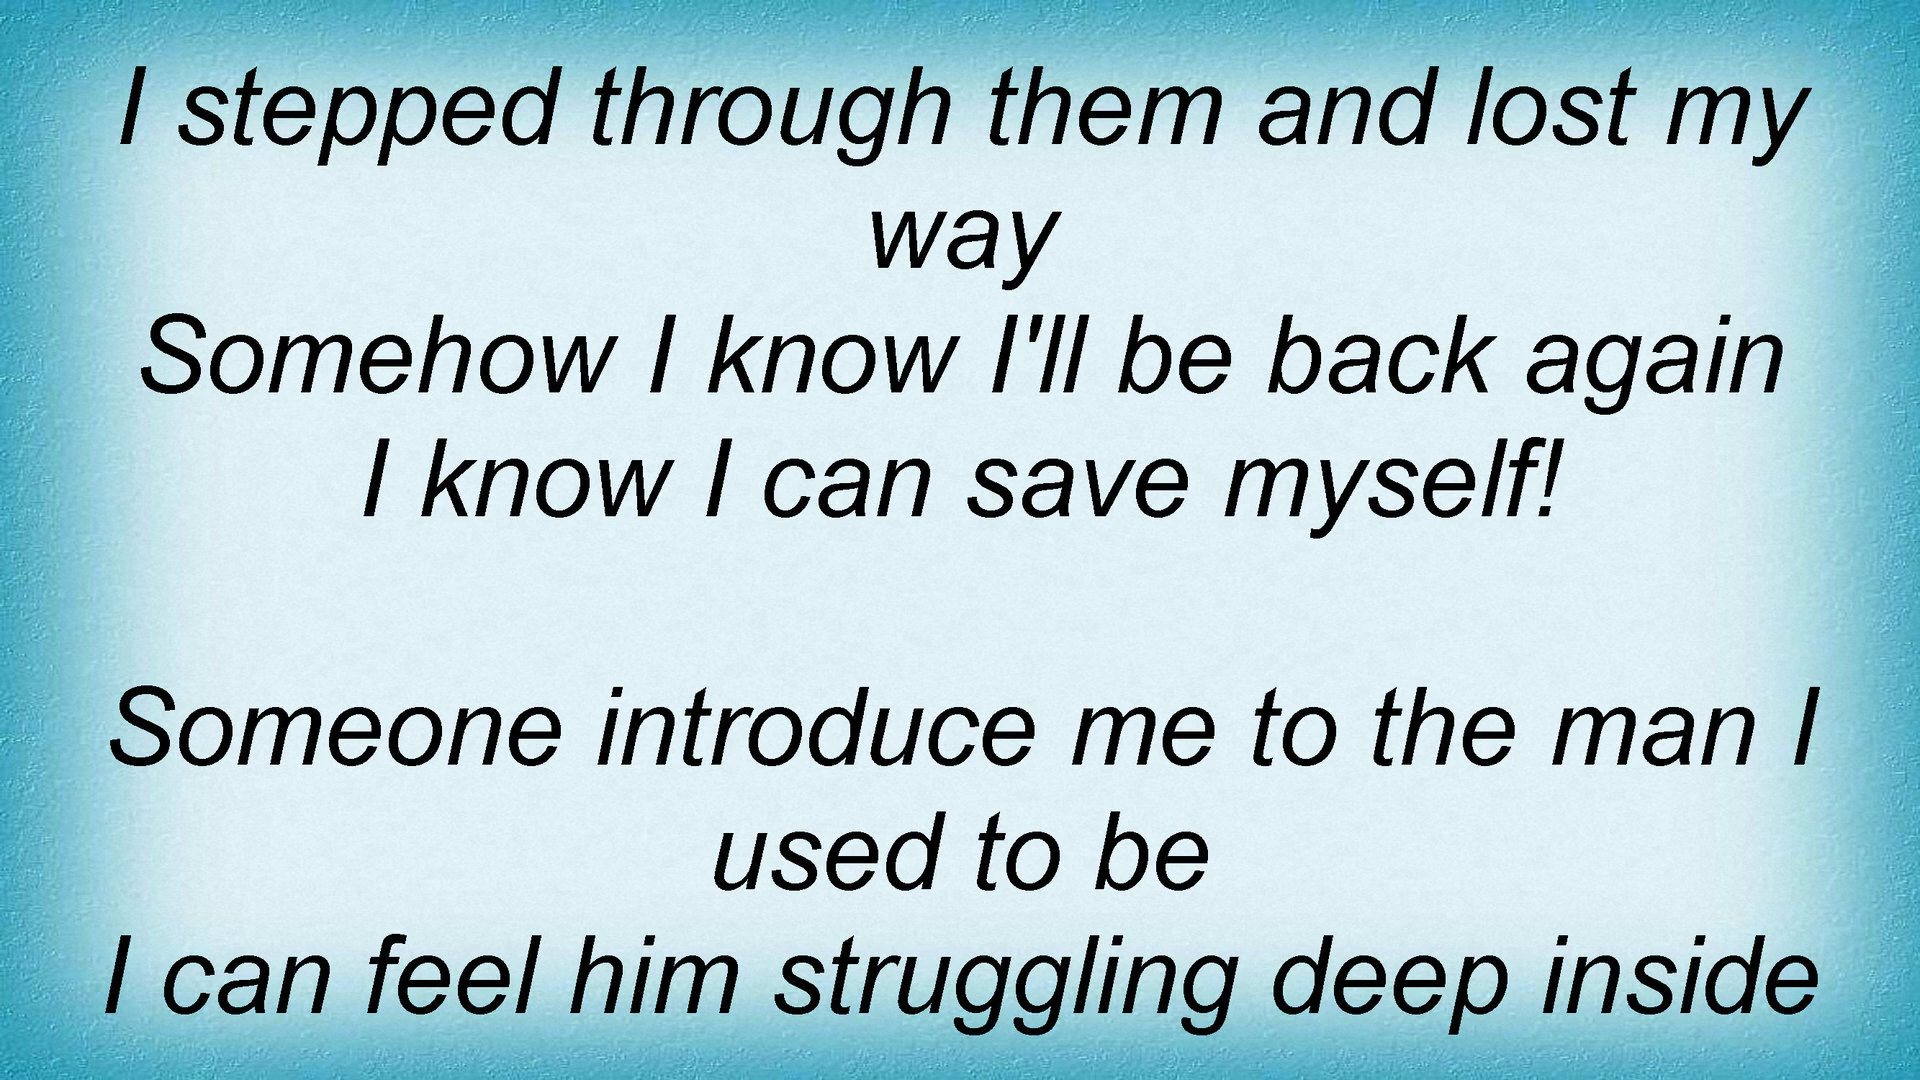 I stepped through them and lost my
way
Somehow I know I'll be back again
I know I can save myself!
Someone introduce me to the man I
used to be
I can feel him struggling deep inside